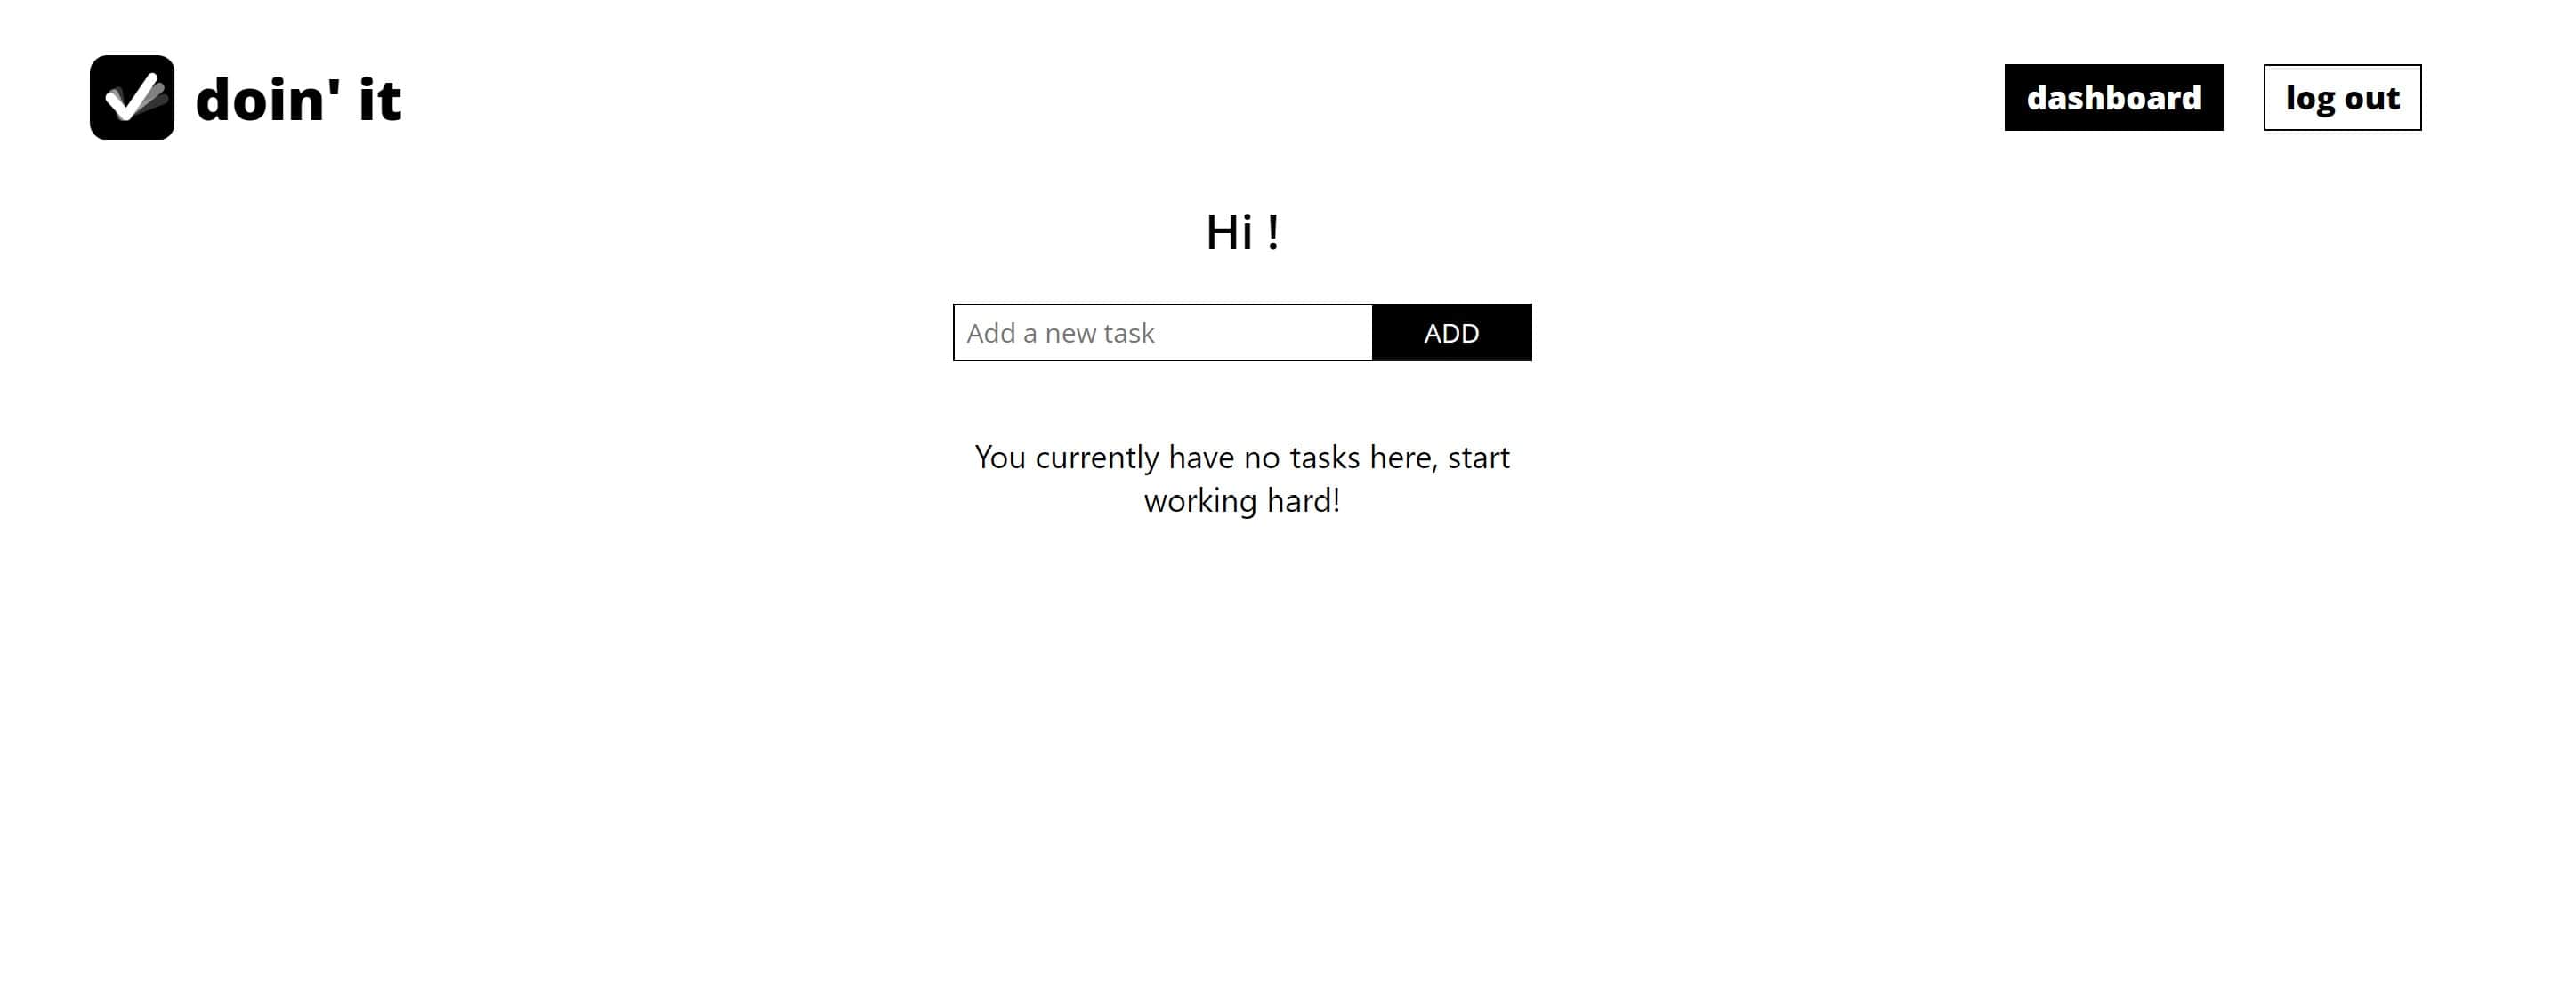 doin' it
dashboard
log out
Hi !
Add a new task
ADD
You currently have no tasks here, start
working hard!